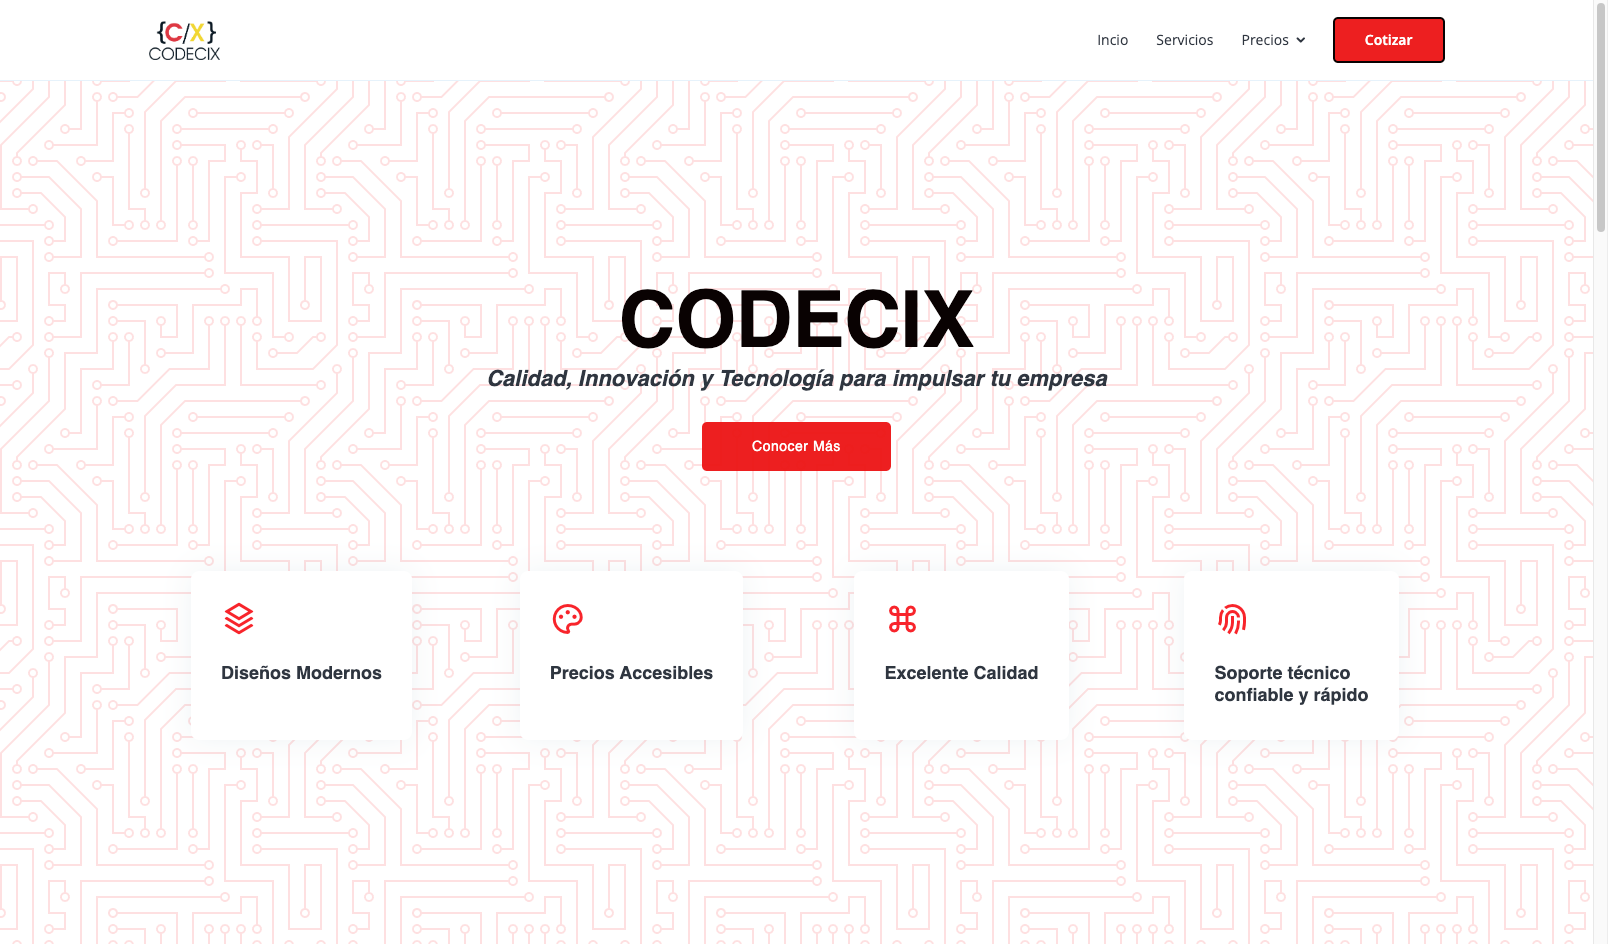 {C/X}
CODECIX
Incio
Servicios
Precios
Cotizar
CODECIX
Calidad, Innovación y Tecnología para impulsar tu empresa
Conocer Más
Diseños Modernos
Precios Accesibles
Excelente Calidad
Soporte técnico
confiable y rápido